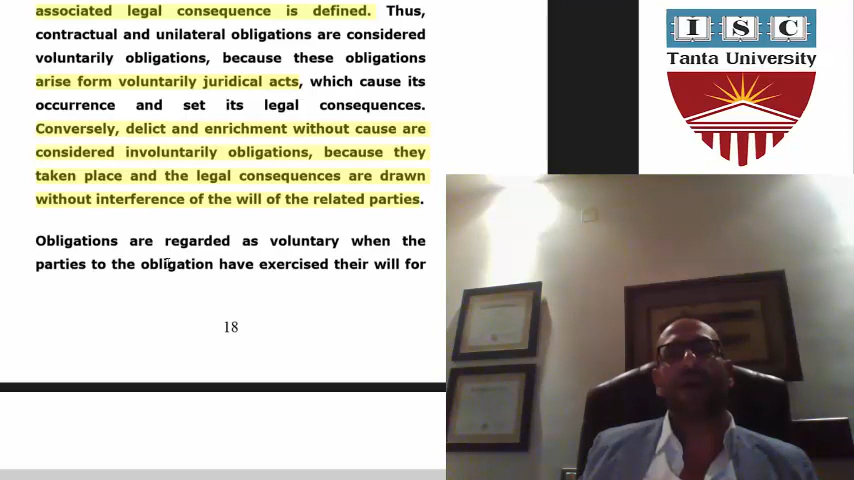 associated legal consequence is defined. Thus,
contractual and unilateral obligations are considered
voluntarily obligations, because these obligations
arise form voluntarily juridical acts, which cause its
occurrence and set its legal consequences.
Conversely, delict and enrichment without cause are
considered involuntarily obligations, because they
taken place and the legal consequences are drawn
without interference of the will of the related parties.
Obligations are regarded as voluntary when the
parties to the obligation have exercised their will for
18
I S C
Tanta University